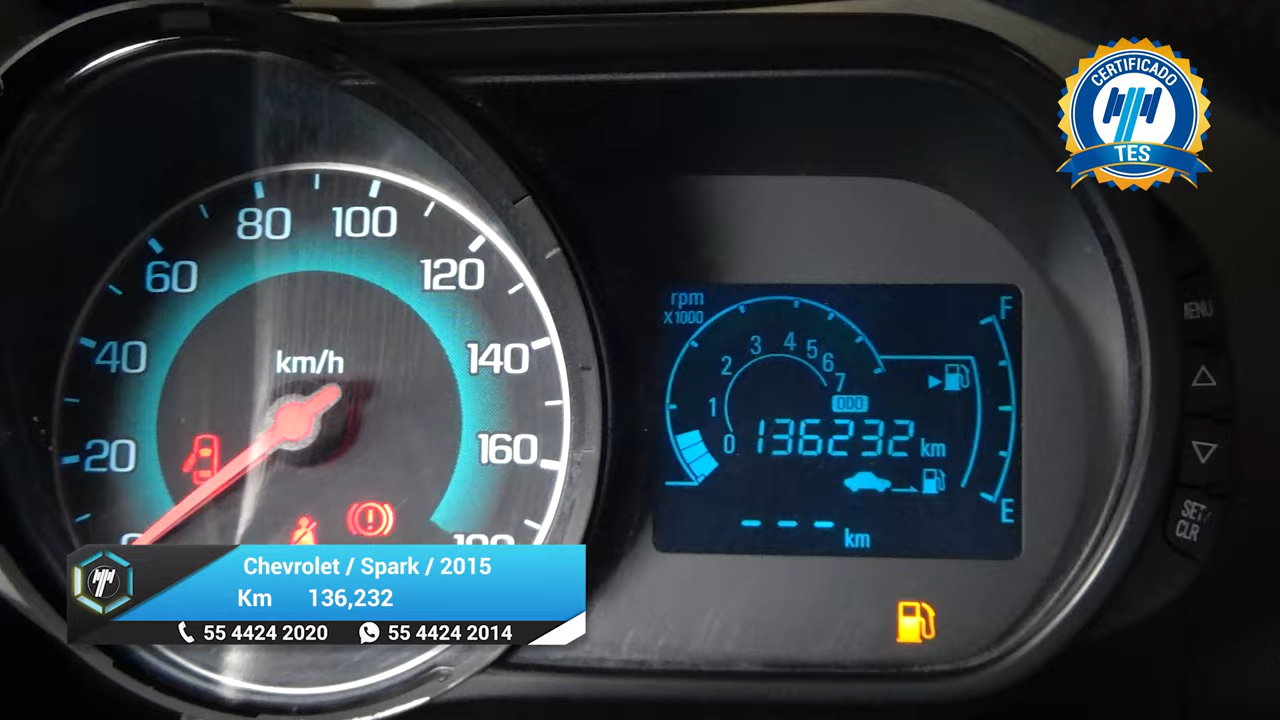 CERTIFICADO
TES
80 100
60 120
40 140
20 160
km/h
rpm
X1000
F
0 1 2 3 4 5 6 7
ODO
136232 km
--- km
E
MENU
SET/
CLR
Chevrolet / Spark / 2015
Km 136,232
55 4424 2020 55 4424 2014